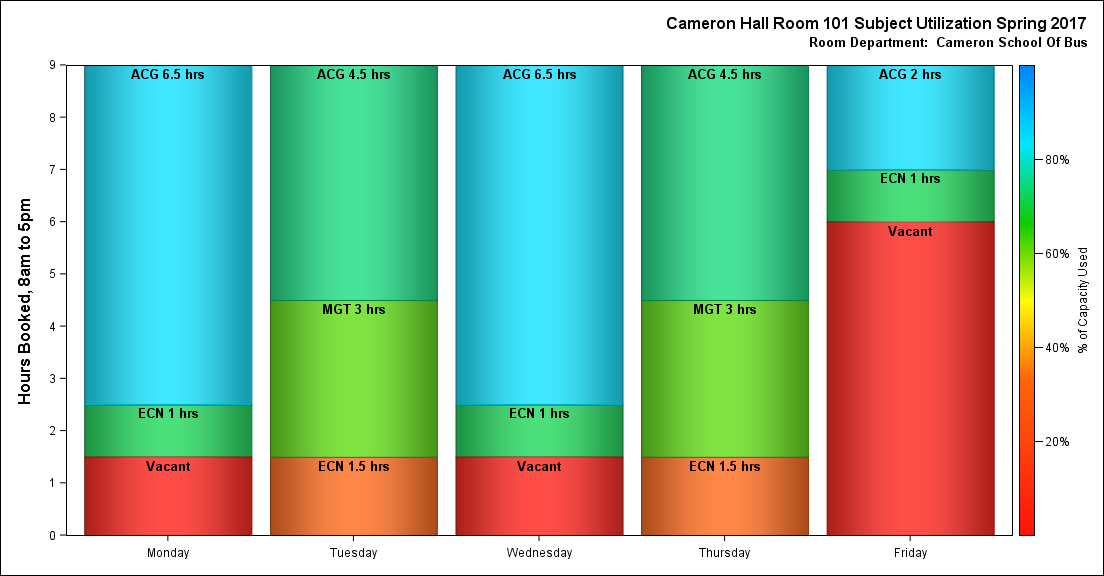 Cameron Hall Room 101 Subject Utilization Spring 2017
Room Department:  Cameron School Of Bus
Hours Booked, 8am to 5pm
9
8
7
6
5
4
3
2
1
0
ACG 6.5 hrs
ECN 1 hrs
Vacant
ACG 4.5 hrs
MGT 3 hrs
ECN 1.5 hrs
ACG 6.5 hrs
ECN 1 hrs
Vacant
ACG 4.5 hrs
MGT 3 hrs
ECN 1.5 hrs
ACG 2 hrs
ECN 1 hrs
Vacant
Monday
Tuesday
Wednesday
Thursday
Friday
80%
60%
40%
20%
% of Capacity Used